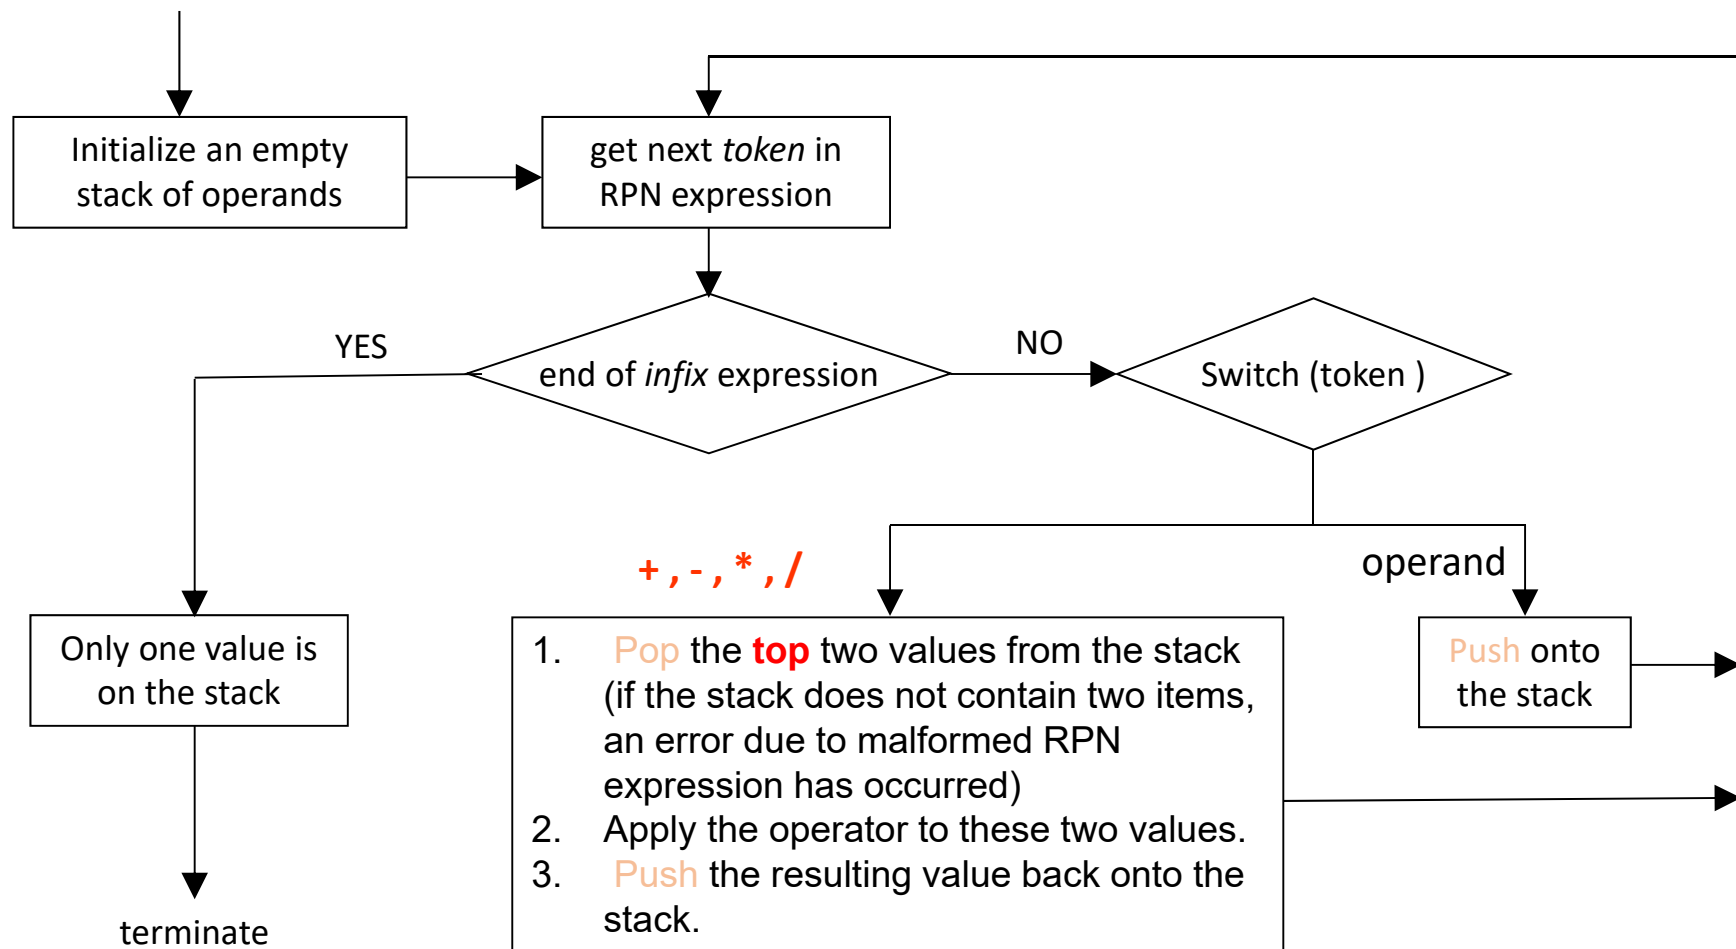 Initialize an empty
stack of operands
get next token in
RPN expression
YES
end of infix expression
NO
Switch (token )
+ , - , * , /
operand
Only one value is
on the stack
1. Pop the top two values from the stack
(if the stack does not contain two items,
an error due to malformed RPN
expression has occurred)
2. Apply the operator to these two values.
3. Push the resulting value back onto the
stack.
Push onto
the stack
terminate